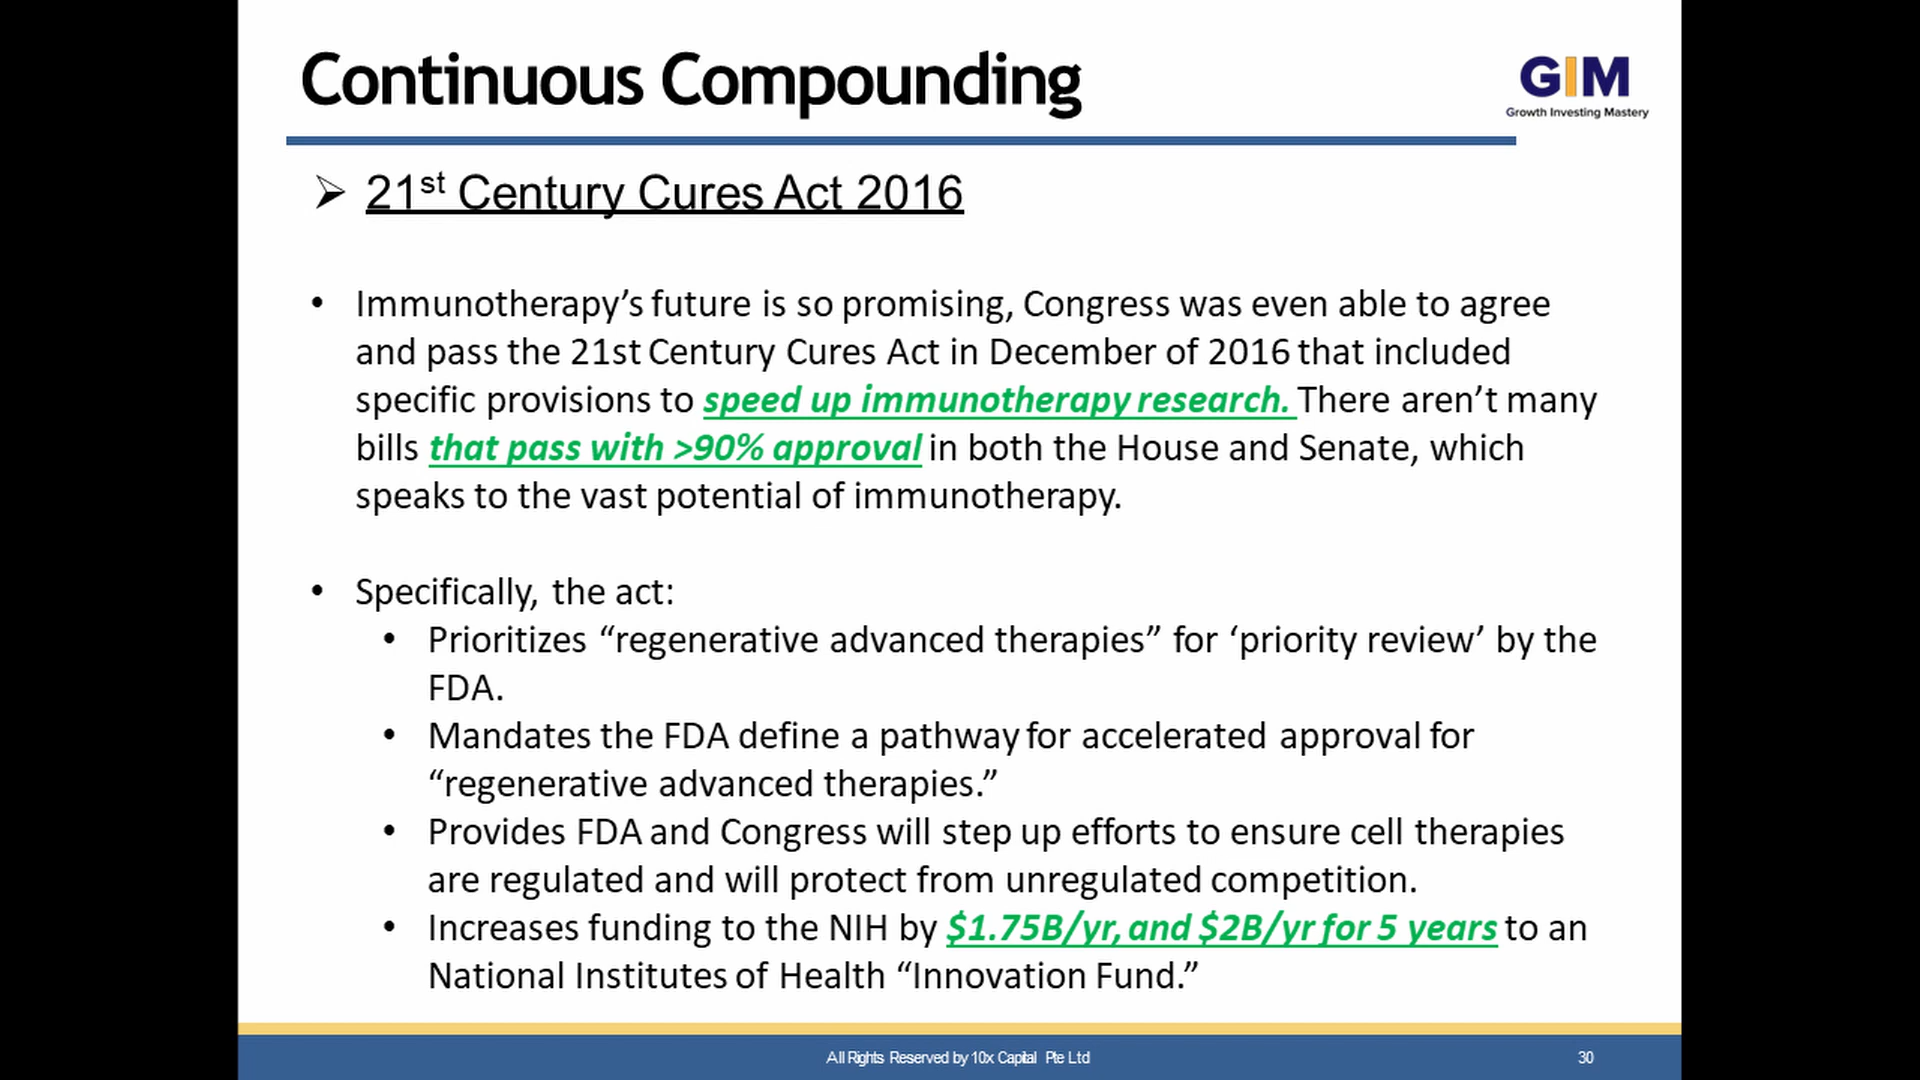 Continuous Compounding
GIM
Growth Investing Mastery
➢ 21st Century Cures Act 2016
• Immunotherapy’s future is so promising, Congress was even able to agree
and pass the 21st Century Cures Act in December of 2016 that included
specific provisions to speed up immunotherapy research. There aren’t many
bills that pass with >90% approval in both the House and Senate, which
speaks to the vast potential of immunotherapy.
• Specifically, the act:
• Prioritizes “regenerative advanced therapies” for ‘priority review’ by the
FDA.
• Mandates the FDA define a pathway for accelerated approval for
“regenerative advanced therapies.”
• Provides FDA and Congress will step up efforts to ensure cell therapies
are regulated and will protect from unregulated competition.
• Increases funding to the NIH by $1.75B/yr, and $2B/yr for 5 years to an
National Institutes of Health “Innovation Fund.”
All Rights Reserved by 10x Capital Pte Ltd
30